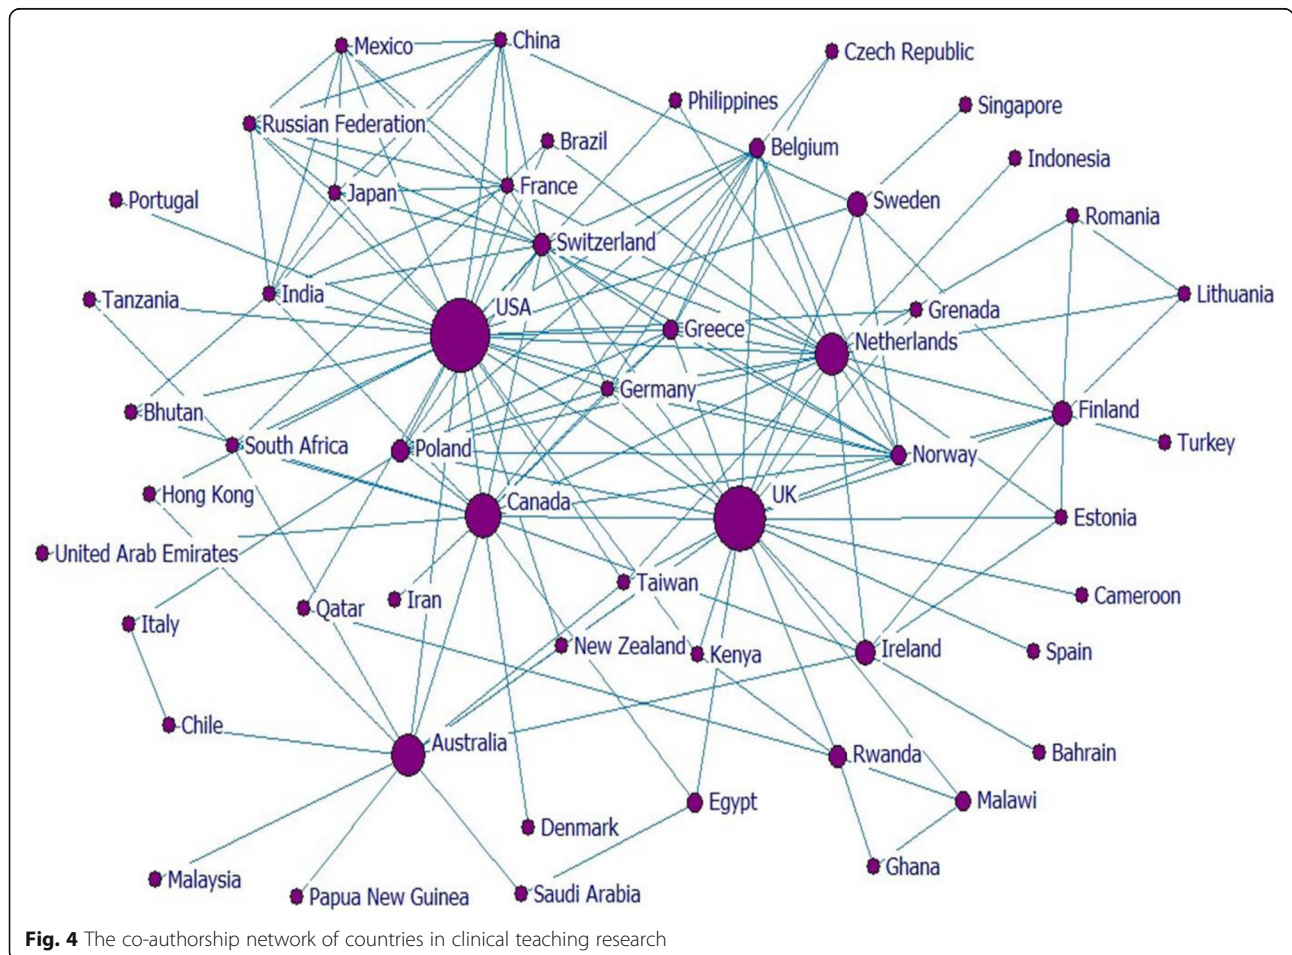 China
Mexico
Czech Republic
Philippines
Singapore
Russian Federation
Brazil
Belgium
Indonesia
France
Japan
Portugal
Sweden
Romania
Switzerland
India
Lithuania
Tanzania
USA
Grenada
Greece
Netherlands
Germany
Bhutan
Finland
Turkey
South Africa
Poland
Norway
Hong Kong
Canada
UK
Estonia
United Arab Emirates
Taiwan
Cameroon
Iran
Qatar
Italy
New Zealand
Kenya
Ireland
Spain
Chile
Australia
Rwanda
Bahrain
Egypt
Malawi
Denmark
Ghana
Malaysia
Papua New Guinea
Saudi Arabia
Fig. 4 The co-authorship network of countries in clinical teaching research